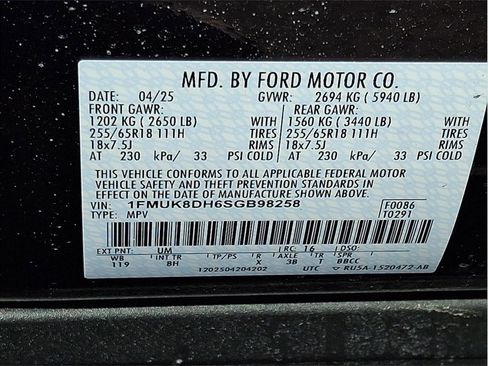 MFD. BY FORD MOTOR CO.
DATE: 04/25 GVWR: 2694 KG ( 5940 LB)
FRONT GAWR: REAR GAWR:
1202 KG ( 2650 LB) WITH 1560 KG ( 3440 LB) WITH
255/65R18 111H TIRES 255/65R18 111H TIRES
18x7.5J RIMS 18x7.5J RIMS
AT 230 kPa/ 33 PSI COLD AT 230 kPa/ 33 PSI COLD
THIS VEHICLE CONFORMS TO ALL APPLICABLE FEDERAL MOTOR
VEHICLE SAFETY AND THEFT PREVENTION STANDARDS IN
EFFECT ON THE DATE OF MANUFACTURE SHOWN ABOVE.
VIN: 1FMUK8DH6SGB98258 F0086
TYPE: MPV T0291
EXT PNT: UM RC: 16 DSO:
WB INT TR TP/PS R AXLE TR SPR
119 8H X 3B 1 BBCC
1202504204202 UTC RU5A-1520472-AB